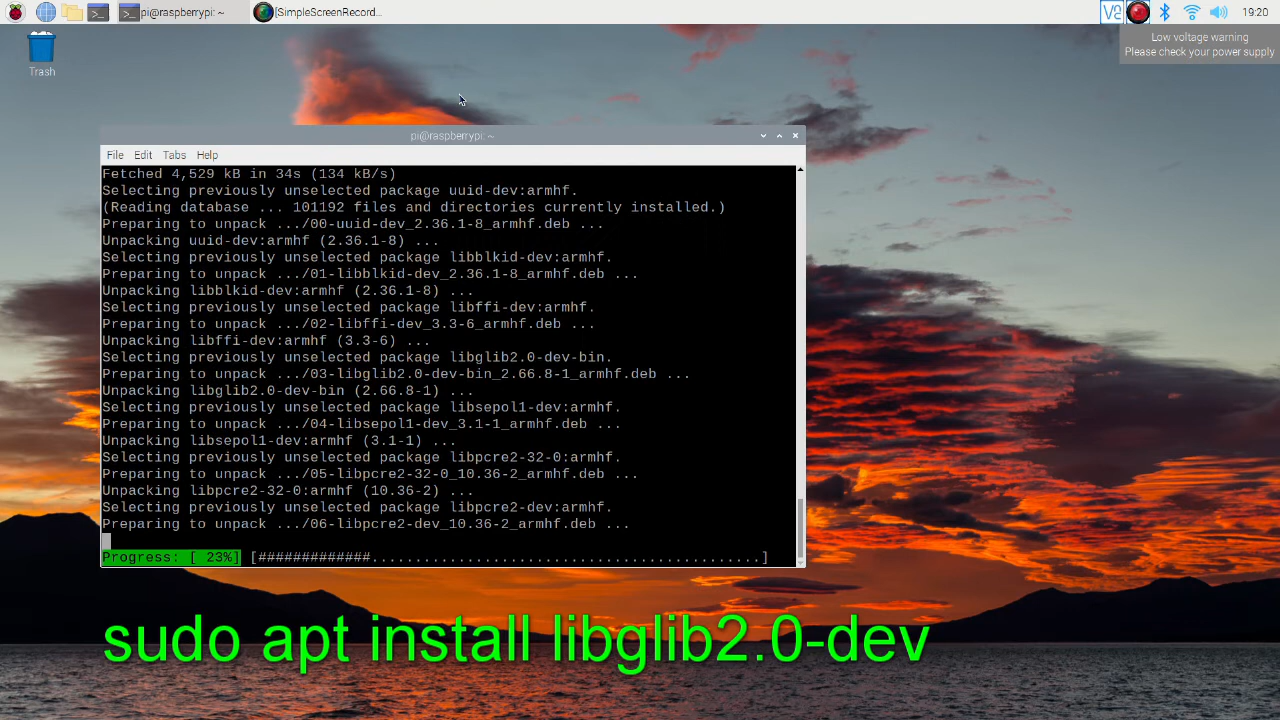 pi@raspberrypi: ~
[SimpleScreenRecord...
19:20
Low voltage warning
Please check your power supply
Trash
pi@raspberrypi: ~
File Edit Tabs Help
Fetched 4,529 kB in 34s (134 kB/s)
Selecting previously unselected package uuid-dev:armhf.
(Reading database ... 101192 files and directories currently installed.)
Preparing to unpack .../00-uuid-dev_2.36.1-8_armhf.deb ...
Unpacking uuid-dev:armhf (2.36.1-8) ...
Selecting previously unselected package libblkid-dev:armhf.
Preparing to unpack .../01-libblkid-dev_2.36.1-8_armhf.deb ...
Unpacking libblkid-dev:armhf (2.36.1-8) ...
Selecting previously unselected package libffi-dev:armhf.
Preparing to unpack .../02-libffi-dev_3.3-6_armhf.deb ...
Unpacking libffi-dev:armhf (3.3-6) ...
Selecting previously unselected package libglib2.0-dev-bin.
Preparing to unpack .../03-libglib2.0-dev-bin_2.66.8-1_armhf.deb ...
Unpacking libglib2.0-dev-bin (2.66.8-1) ...
Selecting previously unselected package libsepol1-dev:armhf.
Preparing to unpack .../04-libsepol1-dev_3.1-1_armhf.deb ...
Unpacking libsepol1-dev:armhf (3.1-1) ...
Selecting previously unselected package libpcre2-32-0:armhf.
Preparing to unpack .../05-libpcre2-32-0_10.36-2_armhf.deb ...
Unpacking libpcre2-32-0:armhf (10.36-2) ...
Selecting previously unselected package libpcre2-dev:armhf.
Preparing to unpack .../06-libpcre2-dev_10.36-2_armhf.deb ...
Progress: [ 23%] [#############.............................................]
sudo apt install libglib2.0-dev